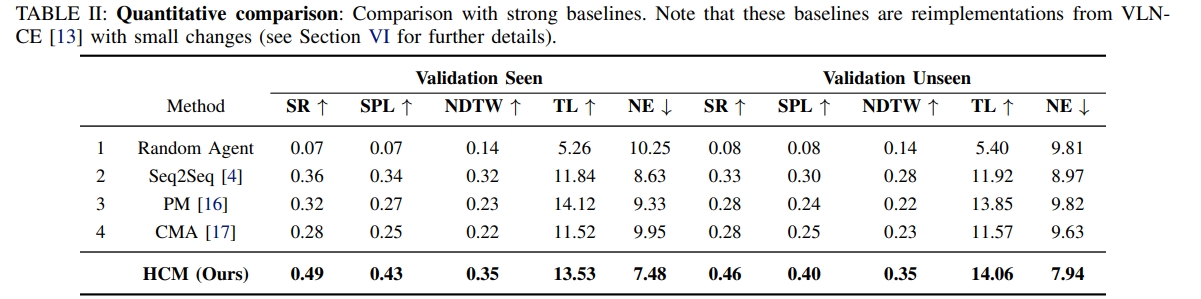 TABLE II: Quantitative comparison: Comparison with strong baselines. Note that these baselines are reimplementations from VLN-
CE [13] with small changes (see Section VI for further details).
Validation Seen Validation Unseen
Method SR ↑ SPL ↑ NDTW ↑ TL ↑ NE ↓ SR ↑ SPL ↑ NDTW ↑ TL ↑ NE ↓
1 Random Agent 0.07 0.07 0.14 5.26 10.25 0.08 0.08 0.14 5.40 9.81
2 Seq2Seq [4] 0.36 0.34 0.32 11.84 8.63 0.33 0.30 0.28 11.92 8.97
3 PM [16] 0.32 0.27 0.23 14.12 9.33 0.28 0.24 0.22 13.85 9.82
4 CMA [17] 0.28 0.25 0.22 11.52 9.95 0.28 0.25 0.23 11.57 9.63
HCM (Ours) 0.49 0.43 0.35 13.53 7.48 0.46 0.40 0.35 14.06 7.94